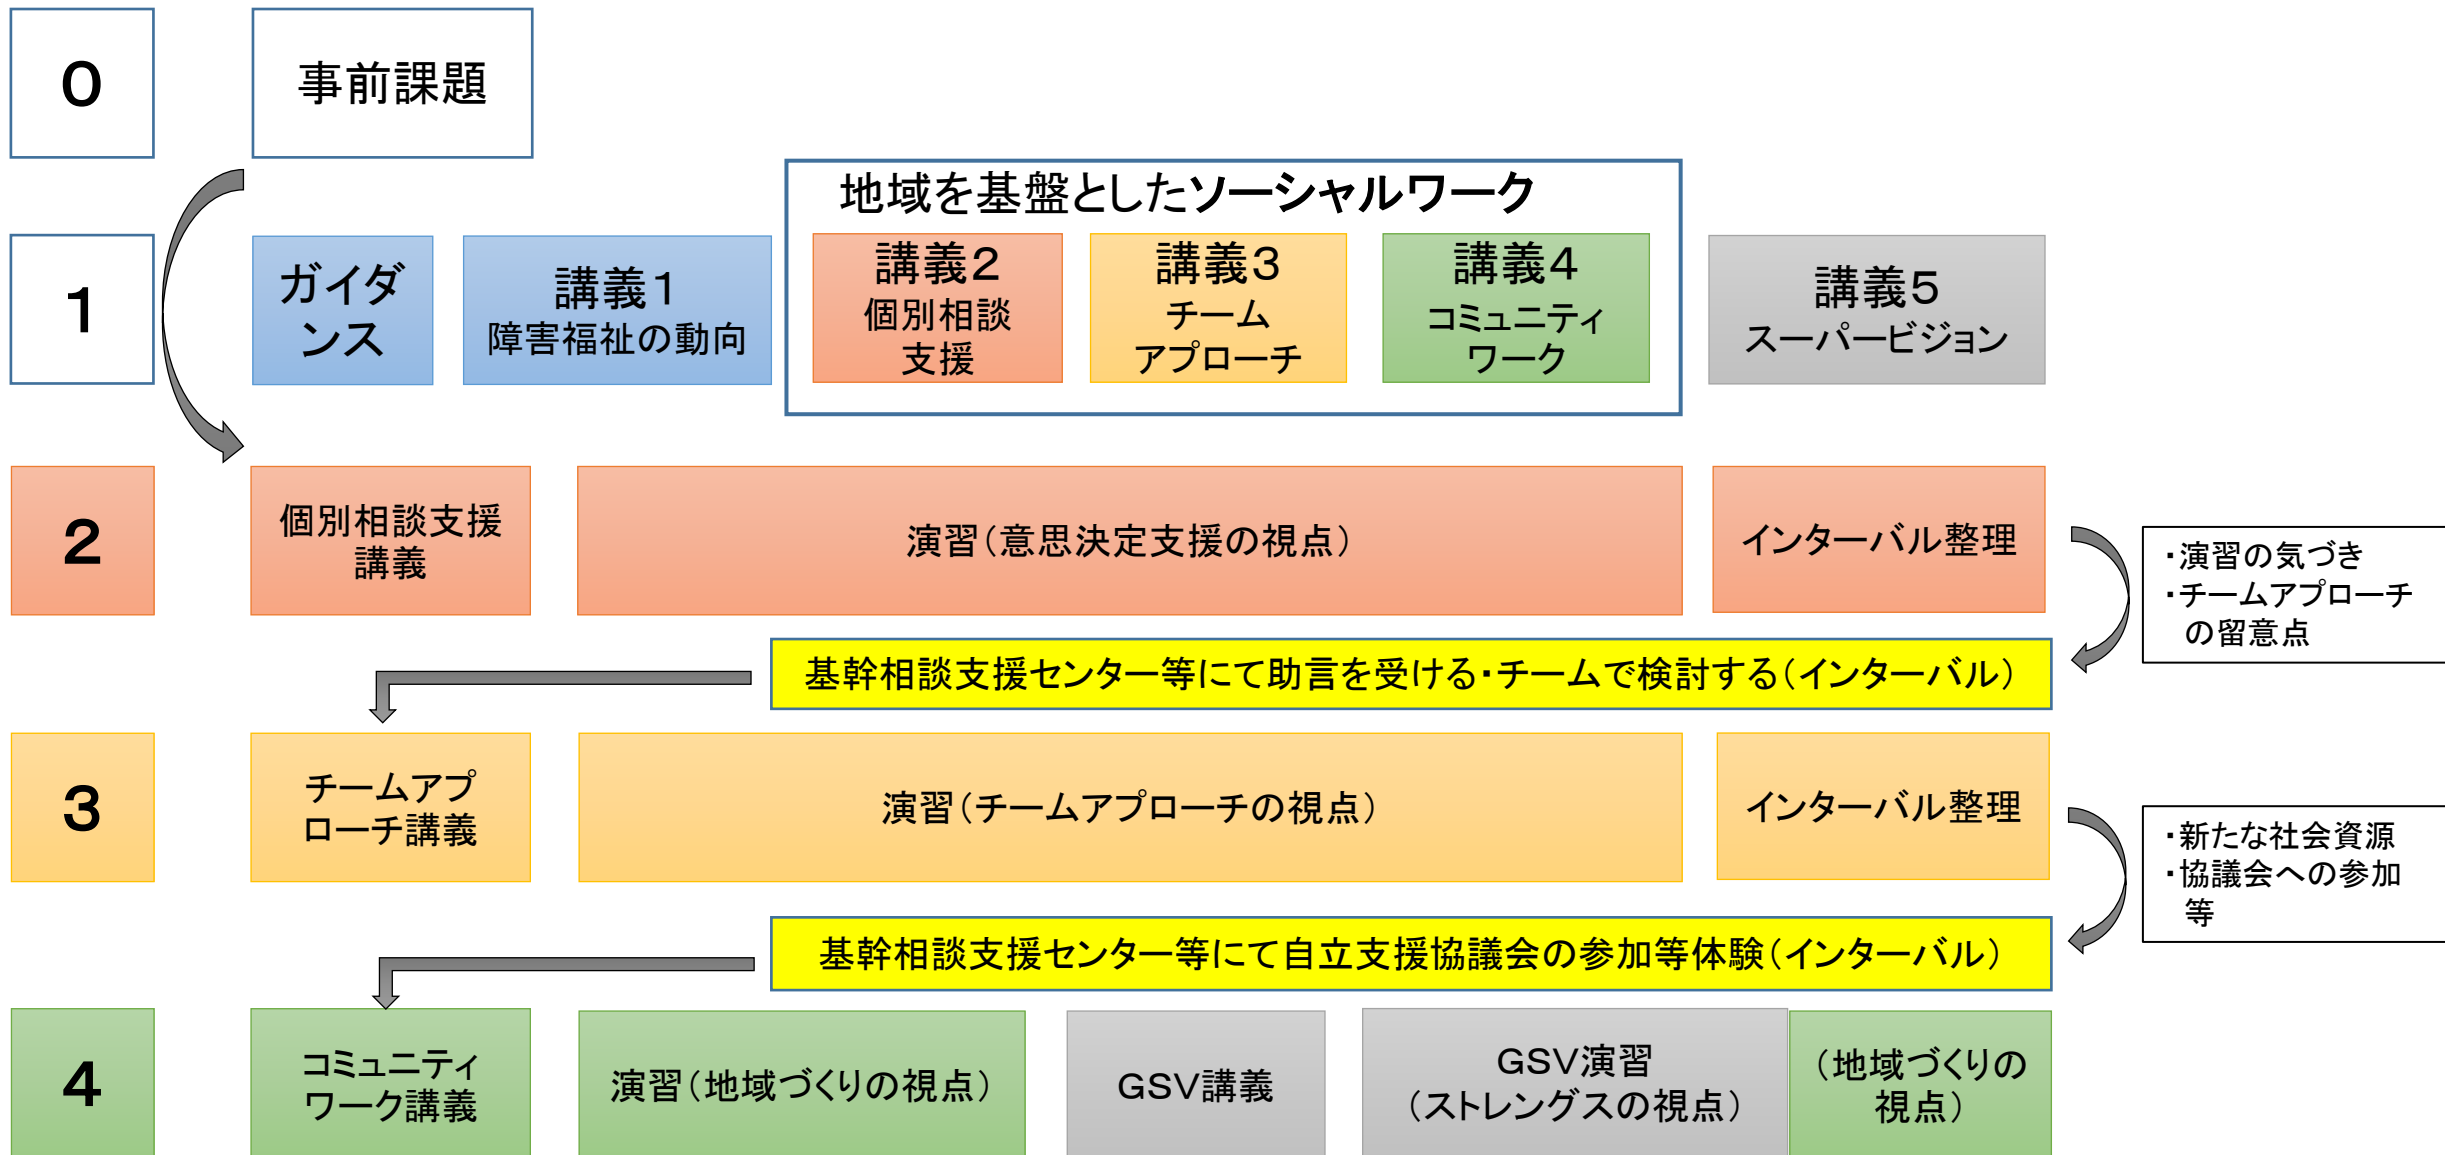 0
事前課題
地域を基盤としたソーシャルワーク
1
ガイダ
ンス
講義1
障害福祉の動向
講義2
個別相談
支援
講義3
チーム
アプローチ
講義4
コミュニティ
ワーク
講義5
スーパービジョン
2
個別相談支援
講義
演習(意思決定支援の視点)
インターバル整理
・演習の気づき
・チームアプローチ
の留意点
基幹相談支援センター等にて助言を受ける・チームで検討する(インターバル)
3
チームアプ
ローチ講義
演習(チームアプローチの視点)
インターバル整理
・新たな社会資源
・協議会への参加
等
基幹相談支援センター等にて自立支援協議会の参加等体験(インターバル)
4
コミュニティ
ワーク講義
演習(地域づくりの視点)
GSV講義
GSV演習
(ストレングスの視点)
(地域づくりの
視点)